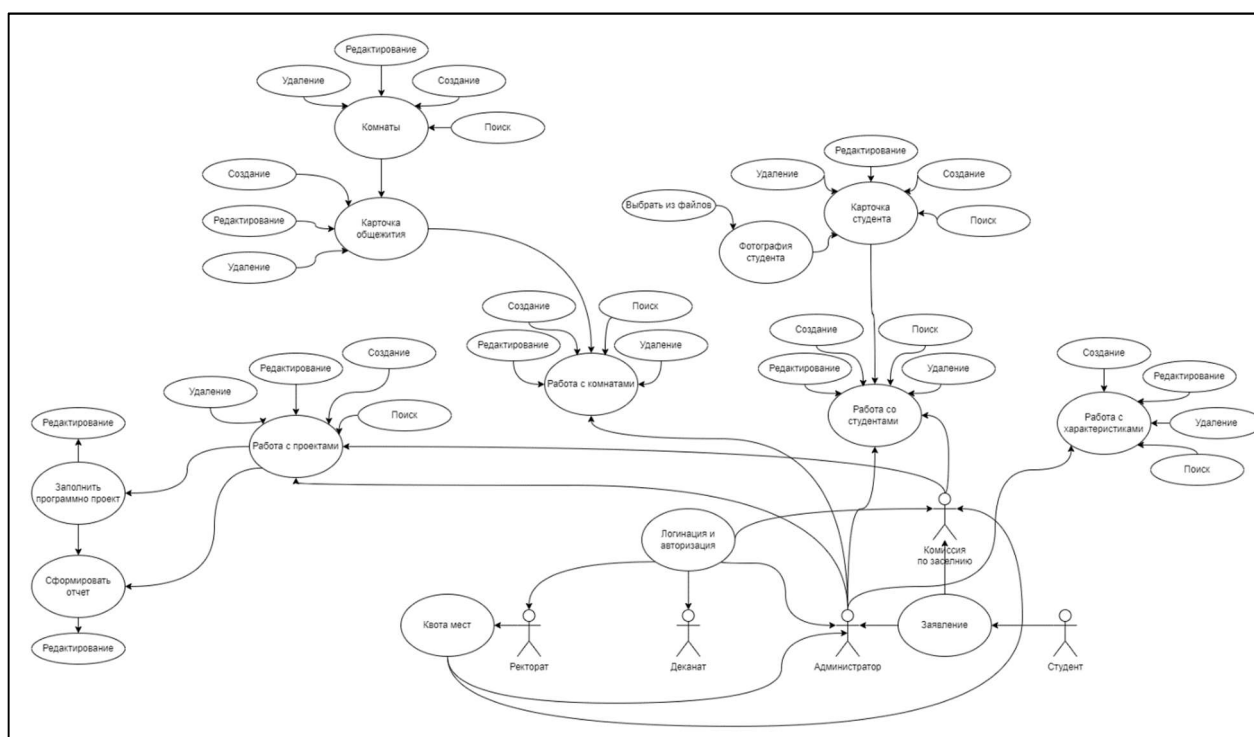 Редактирование
Удаление
Создание
Комнаты
Поиск
Создание
Редактирование
Карточка
общежития
Удаление
Редактирование
Удаление
Создание
Выбрать из файлов
Карточка
студента
Поиск
Фотография
студента
Создание
Поиск
Редактирование
Удаление
Работа с комнатами
Создание
Поиск
Редактирование
Удаление
Работа со
студентами
Создание
Редактирование
Работа с
характеристиками
Удаление
Поиск
Создание
Редактирование
Удаление
Поиск
Работа с проектами
Редактирование
Заполнить
программно проект
Сформировать
отчет
Редактирование
Логинация и
авторизация
Комиссия
по заселнию
Квота мест
Ректорат
Деканат
Администратор
Заявление
Студент